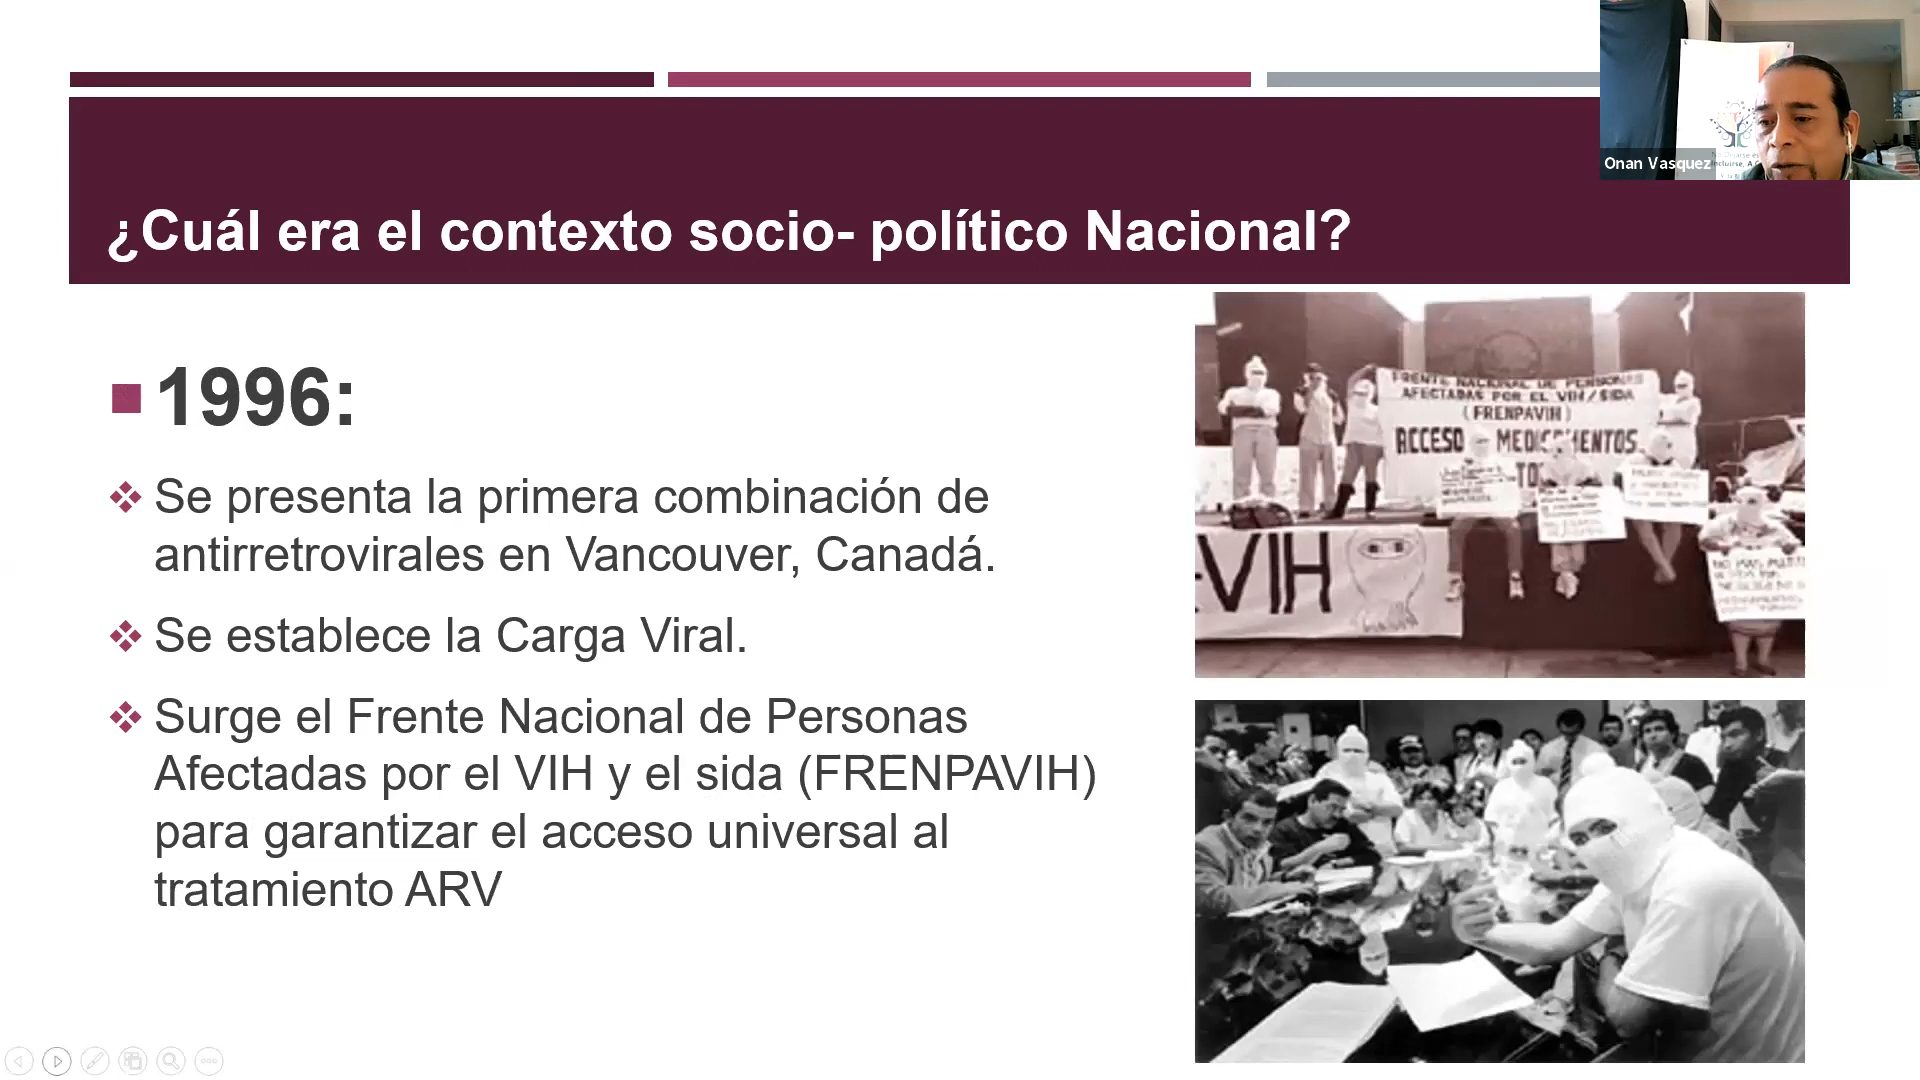 Onan Vasquez
¿Cuál era el contexto socio- político Nacional?
1996:
Se presenta la primera combinación de
antirretrovirales en Vancouver, Canadá.
Se establece la Carga Viral.
Surge el Frente Nacional de Personas
Afectadas por el VIH y el sida (FRENPAVIH)
para garantizar el acceso universal al
tratamiento ARV
FRENTE NACIONAL DE PERSONAS
AFECTADAS POR EL VIH/SIDA
(FRENPAVIH)
ACCESO MEDICAMENTOS
VIH